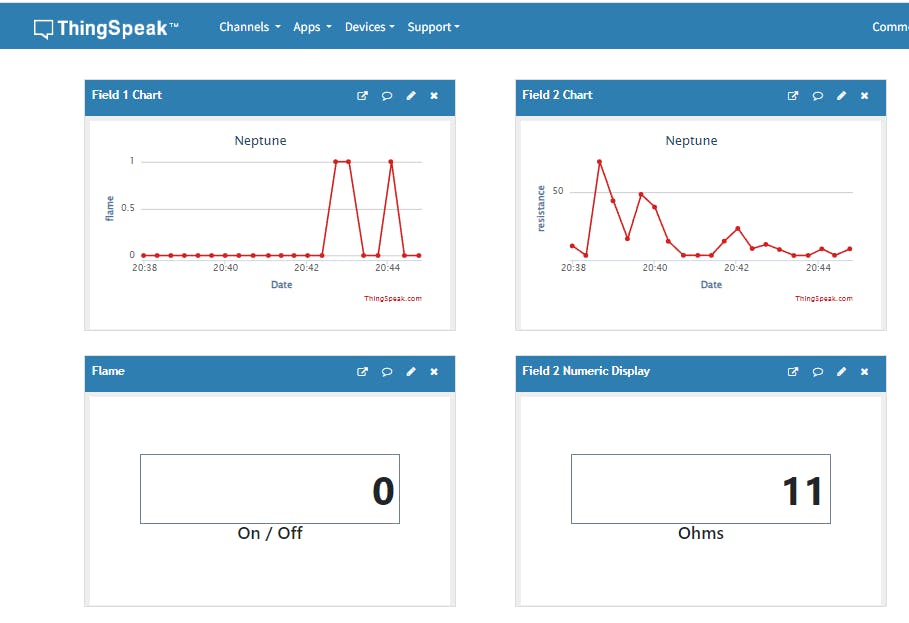 ThingSpeak™ Channels Apps Devices Support Comm
Field 1 Chart
Neptune
1
0.5
0
flame
20:38 20:40 20:42 20:44
Date
ThingSpeak.com
Field 2 Chart
Neptune
50
resistance
20:38 20:40 20:42 20:44
Date
ThingSpeak.com
Flame
0
On / Off
Field 2 Numeric Display
11
Ohms